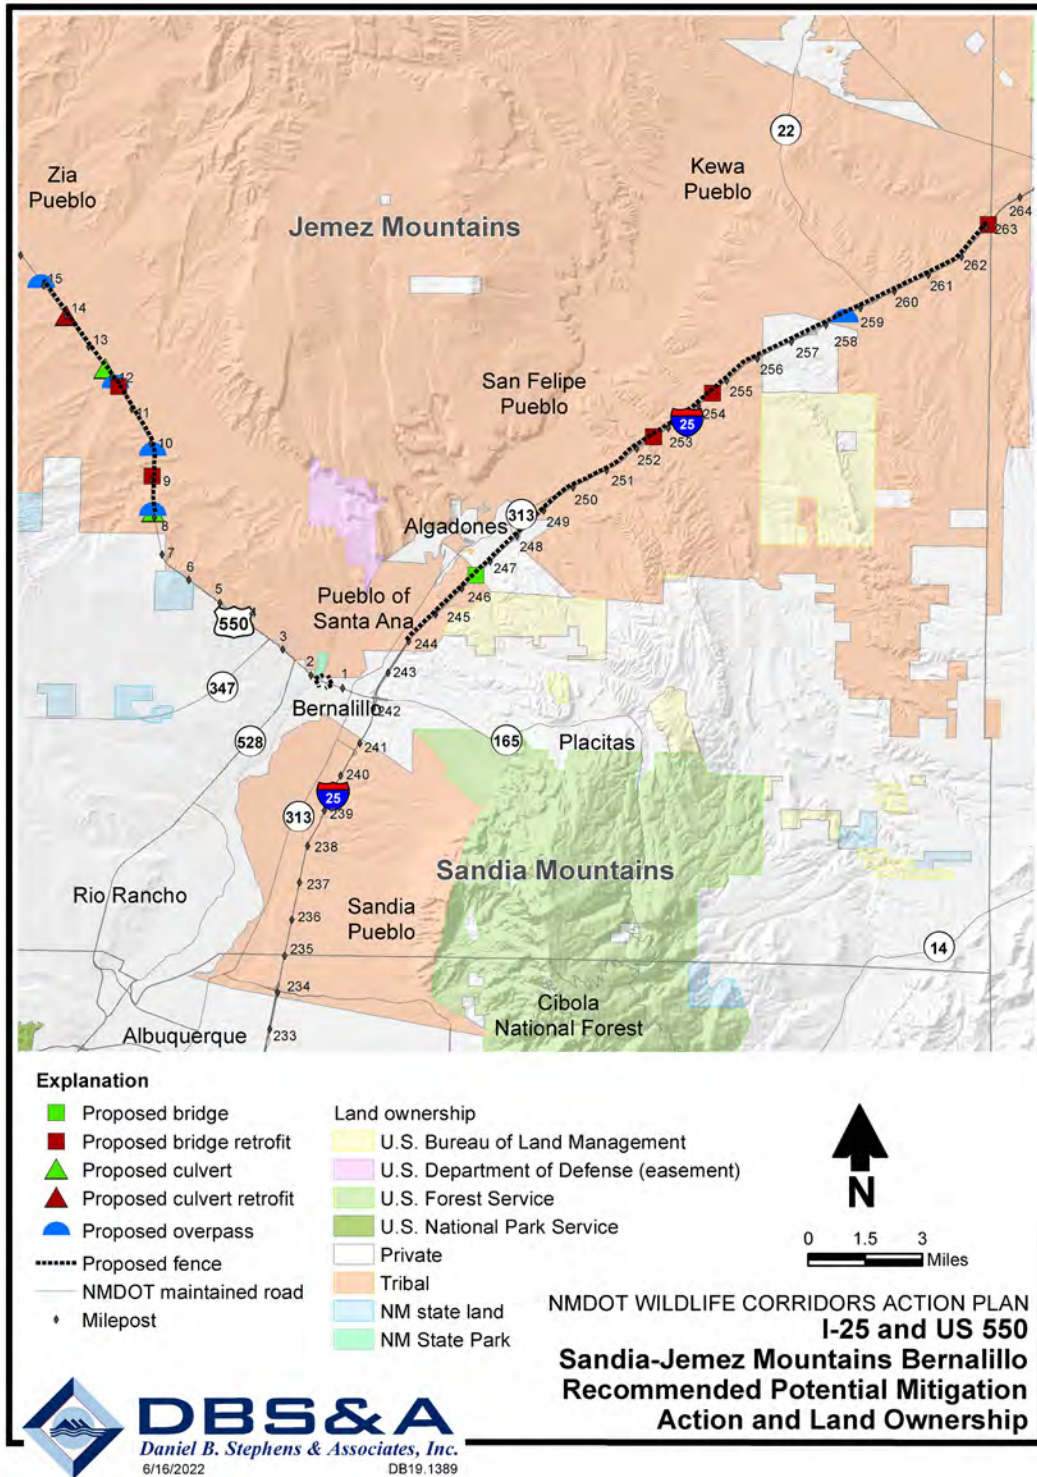 22
Zia
Pueblo
Kewa
Pueblo
Jemez Mountains
264
263
262
261
260
259
258
257
256
255
254
25
253
252
251
250
249
313
248
247
246
245
244
243
242
241
240
25
239
238
237
236
235
234
233
15
14
13
12
11
10
9
8
7
6
5
550
3
2
1
San Felipe
Pueblo
Algadones
Pueblo of
Santa Ana
347
Bernalillo
528
165
Placitas
313
Sandia Mountains
Rio Rancho
Sandia
Pueblo
14
Cibola
National Forest
Albuquerque
Explanation
Proposed bridge
Proposed bridge retrofit
Proposed culvert
Proposed culvert retrofit
Proposed overpass
Proposed fence
NMDOT maintained road
Milepost
Land ownership
U.S. Bureau of Land Management
U.S. Department of Defense (easement)
U.S. Forest Service
U.S. National Park Service
Private
Tribal
NM state land
NM State Park
N
0 1.5 3
Miles
NMDOT WILDLIFE CORRIDORS ACTION PLAN
I-25 and US 550
Sandia-Jemez Mountains Bernalillo
Recommended Potential Mitigation
Action and Land Ownership
DBS&A
Daniel B. Stephens & Associates, Inc.
6/16/2022 DB19.1389